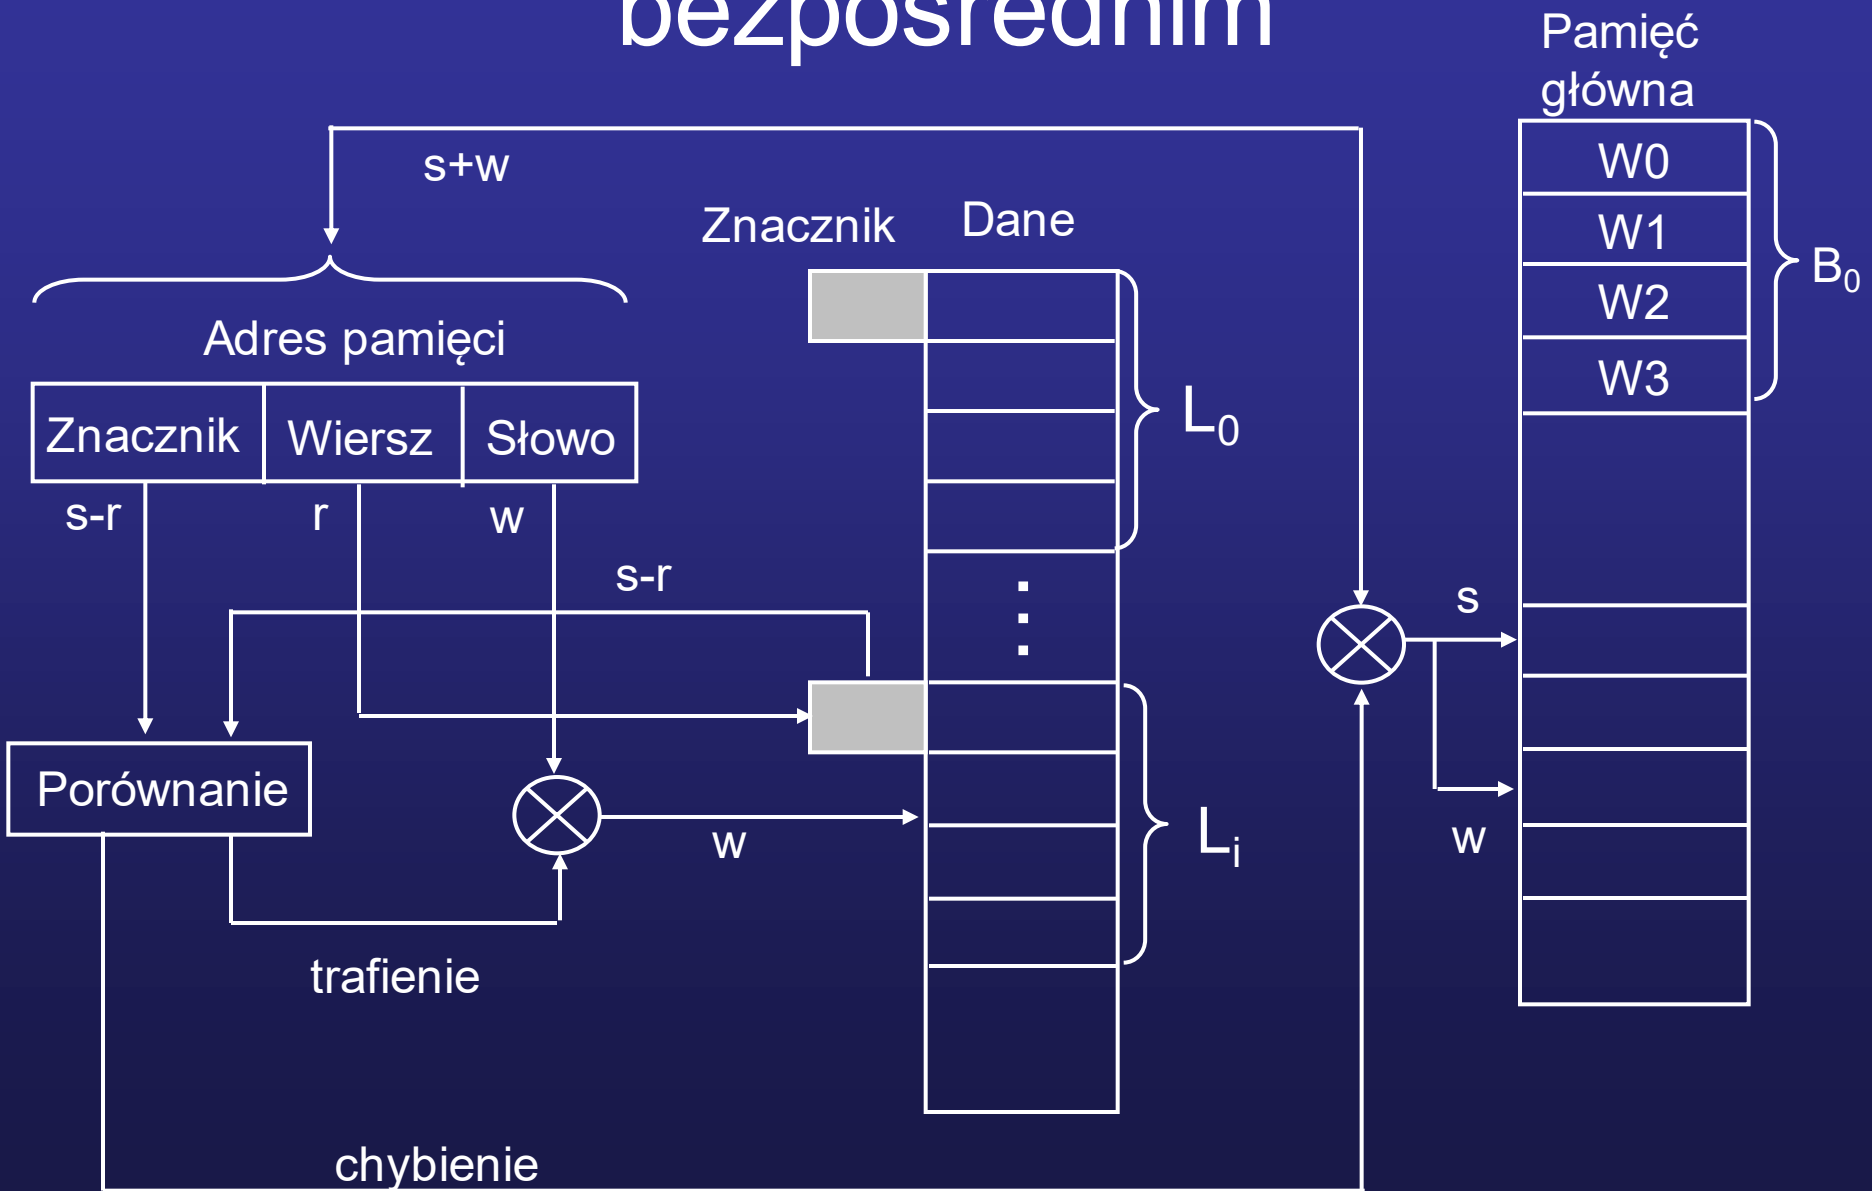 bezpośrednim
Pamięć
główna
s+w
W0
W1
W2
W3
B0
Znacznik Dane
Adres pamięci
Znacznik Wiersz Słowo
s-r r w
L0
s-r
s
Porównanie
w
w
Li
trafienie
chybienie